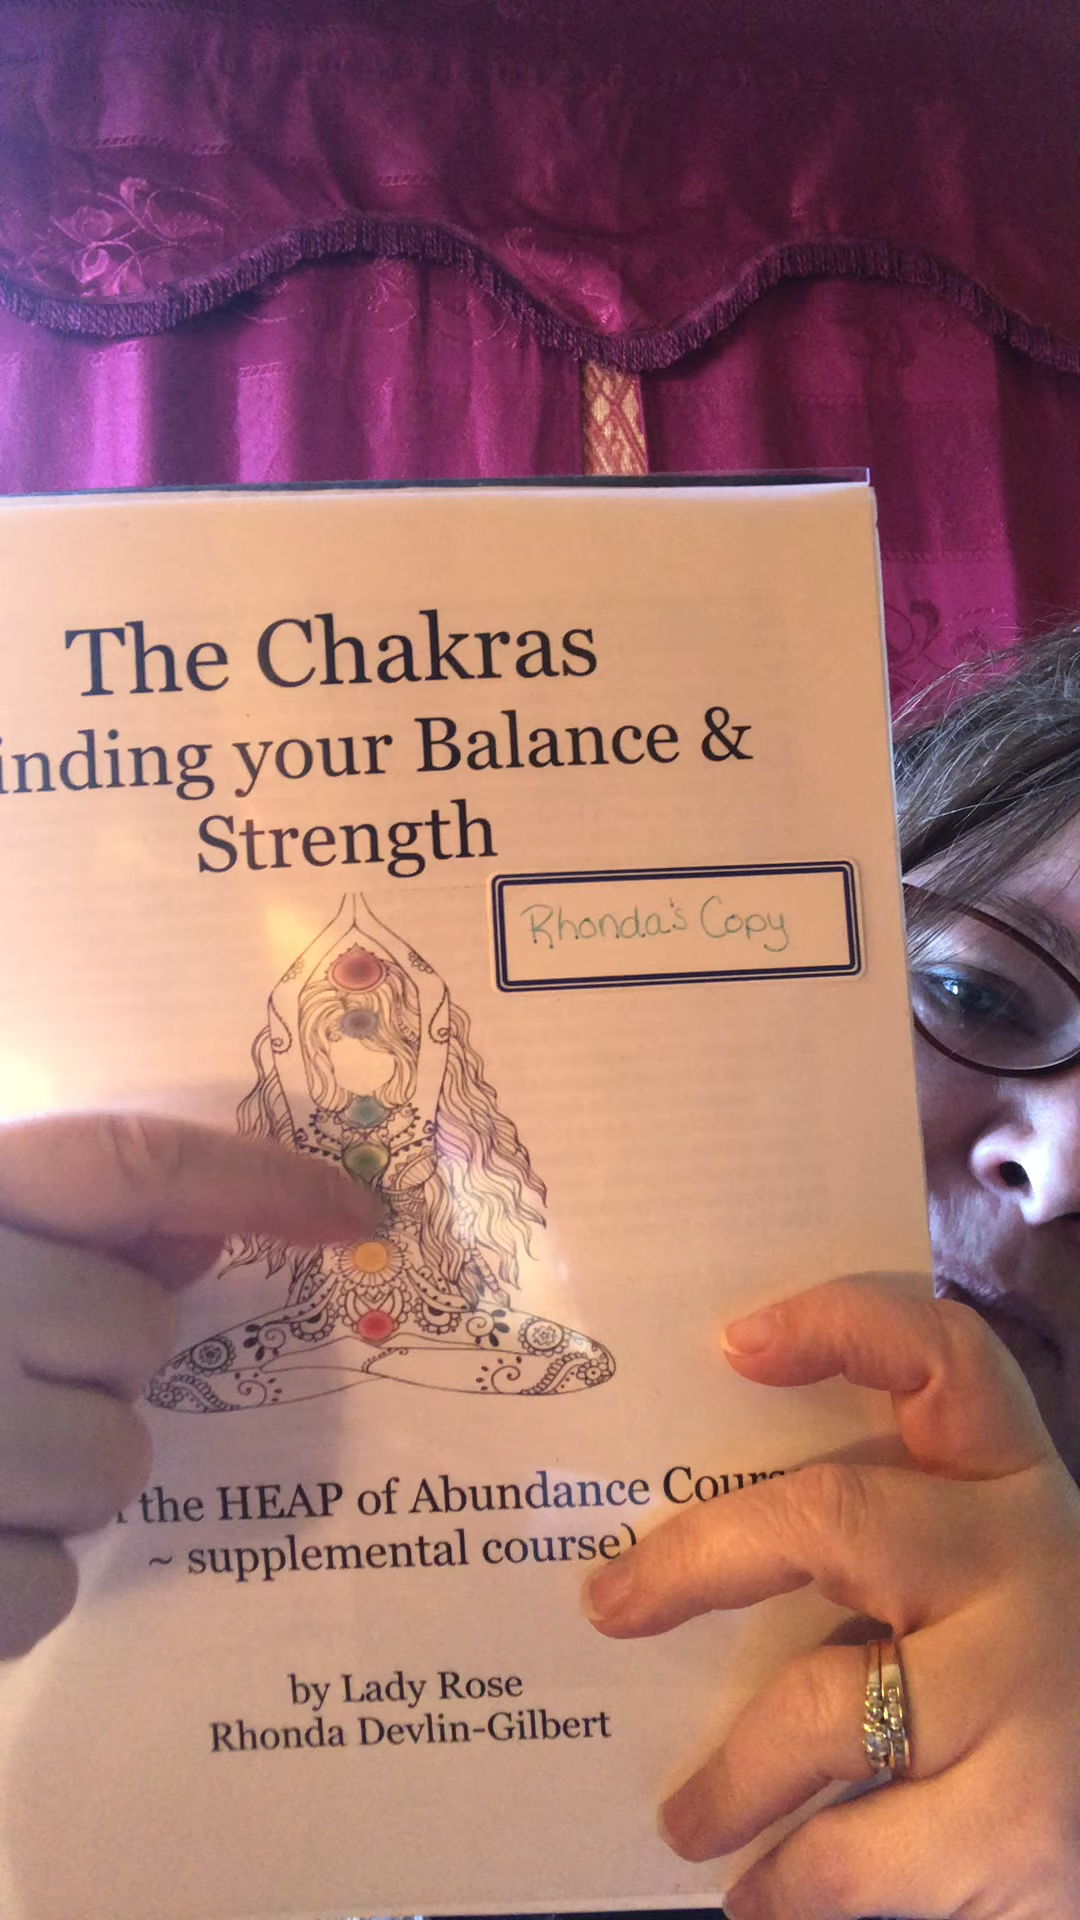 The Chakras
inding your Balance &
Strength
Rhonda's Copy
the HEAP of Abundance
~ supplemental course)
by Lady Rose
Rhonda Devlin-Gilbert